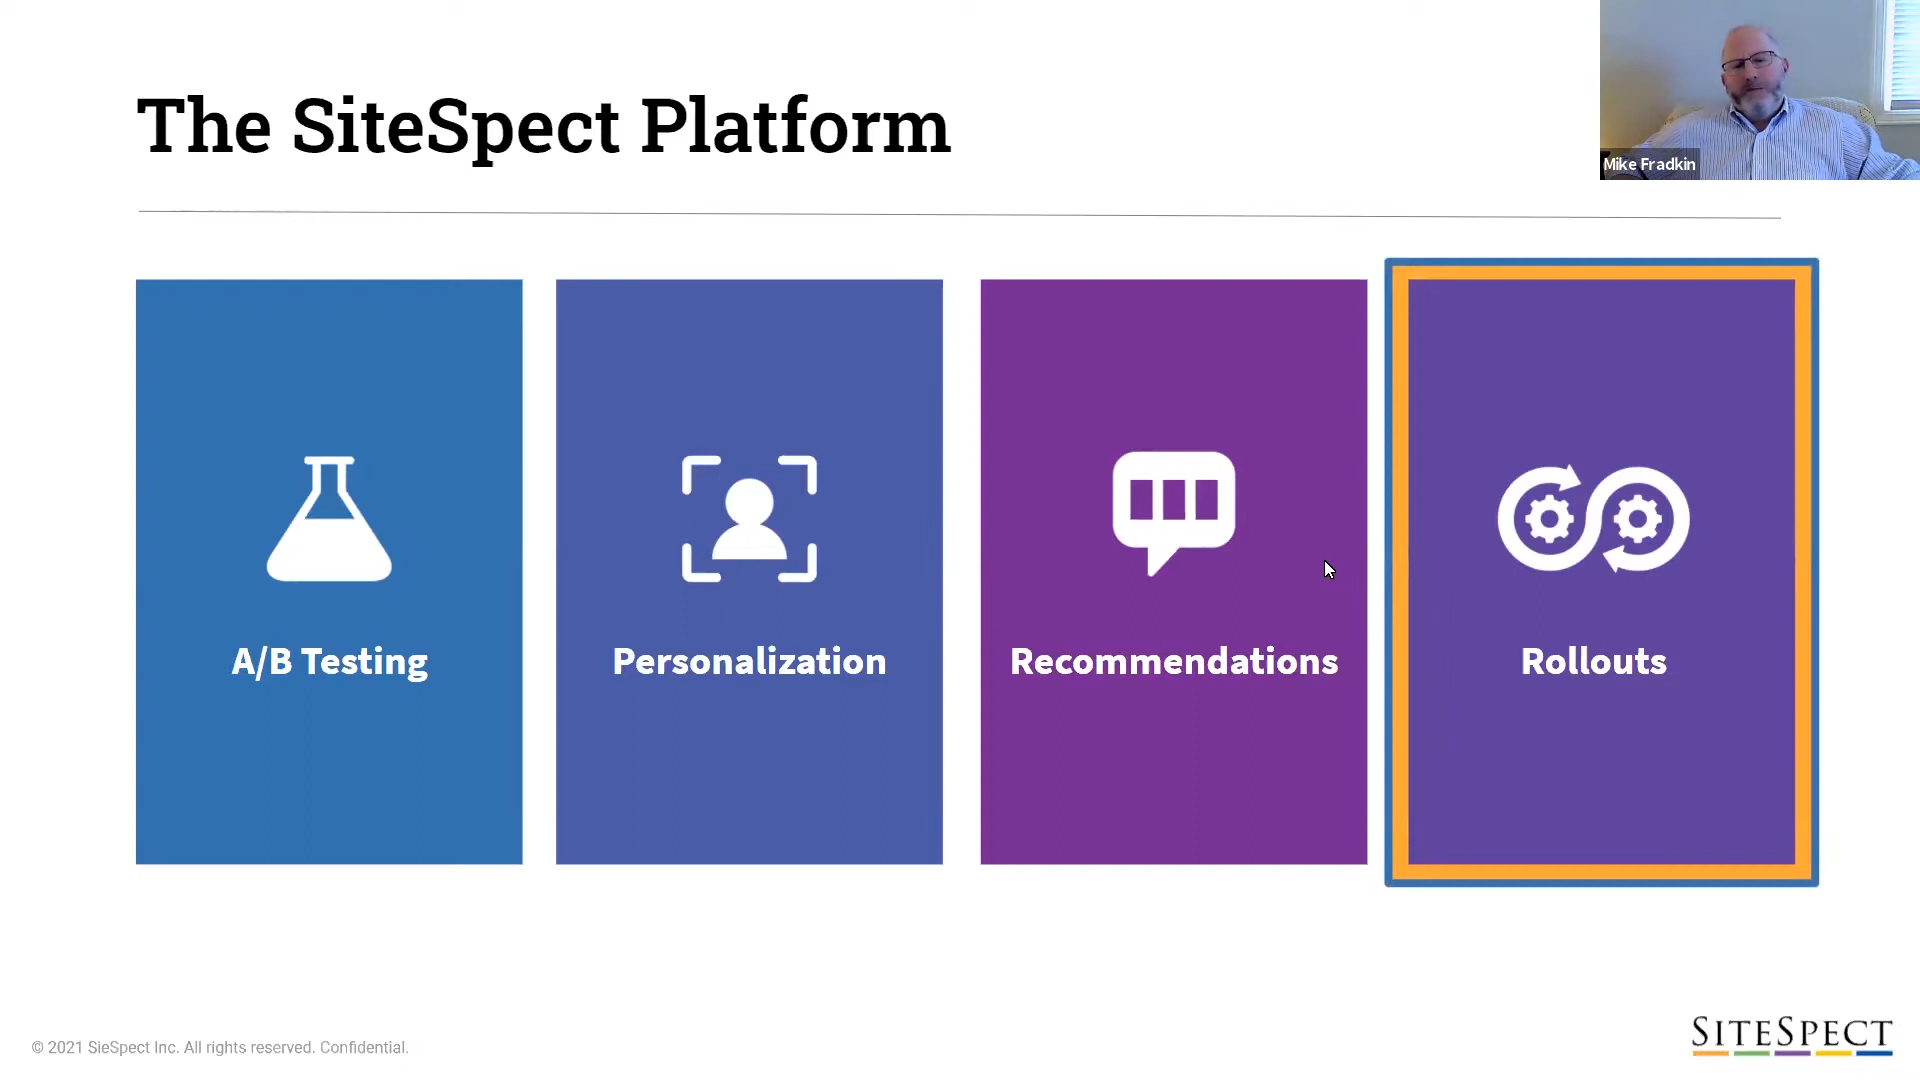 The SiteSpect Platform
Mike Fradkin
A/B Testing
Personalization
Recommendations
Rollouts
© 2021 SieSpect Inc. All rights reserved. Confidential.
SITESPECT